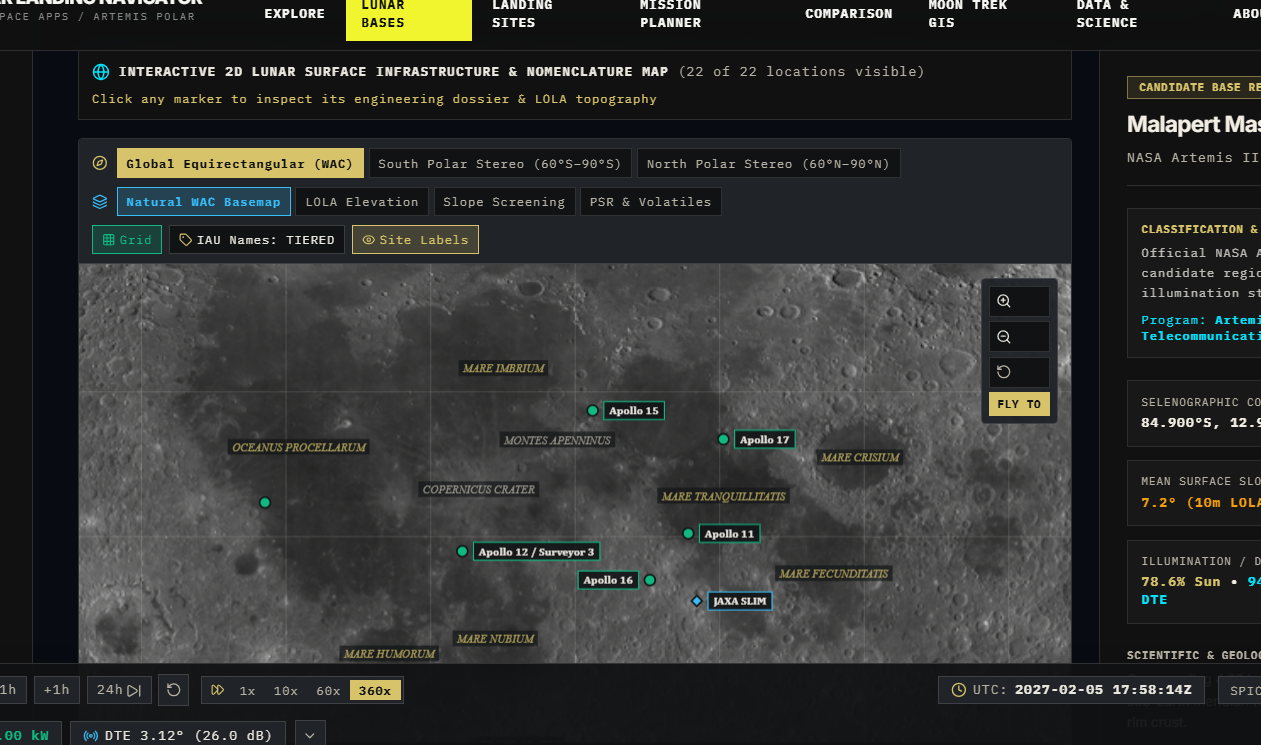 PACE APPS / ARTEMIS POLAR
EXPLORE
LUNAR BASES
LANDING SITES
MISSION PLANNER
COMPARISON
MOON TREK GIS
DATA & SCIENCE
INTERACTIVE 2D LUNAR SURFACE INFRASTRUCTURE & NOMENCLATURE MAP (22 of 22 locations visible)
Click any marker to inspect its engineering dossier & LOLA topography
Global Equirectangular (WAC)
South Polar Stereo (60°S–90°S)
North Polar Stereo (60°N–90°N)
Natural WAC Basemap
LOLA Elevation
Slope Screening
PSR & Volatiles
Grid
IAU Names: TIERED
Site Labels
FLY TO
MARE IMBRIUM
Apollo 15
OCEANUS PROCELLARUM
MONTES APENNINUS
Apollo 17
MARE CRISIUM
COPERNICUS CRATER
MARE TRANQUILLITATIS
Apollo 11
Apollo 12 / Surveyor 3
Apollo 16
MARE FECUNDITATIS
JAXA SLIM
MARE NUBIUM
MARE HUMORUM
CANDIDATE BASE RE
Malapert Mas
NASA Artemis II
CLASSIFICATION &
Official NASA A
candidate regio
illumination st
Program: Artemi
Telecommunicati
SELENOGRAPHIC CO
84.900°S, 12.9
MEAN SURFACE SLO
7.2° (10m LOLA
ILLUMINATION / D
78.6% Sun • 94
DTE
SCIENTIFIC & GEOLOG
rim crust.
1h
+1h
24h
1x
10x
60x
360x
UTC: 2027-02-05 17:58:14Z
SPIC
.00 kW
DTE 3.12° (26.0 dB)